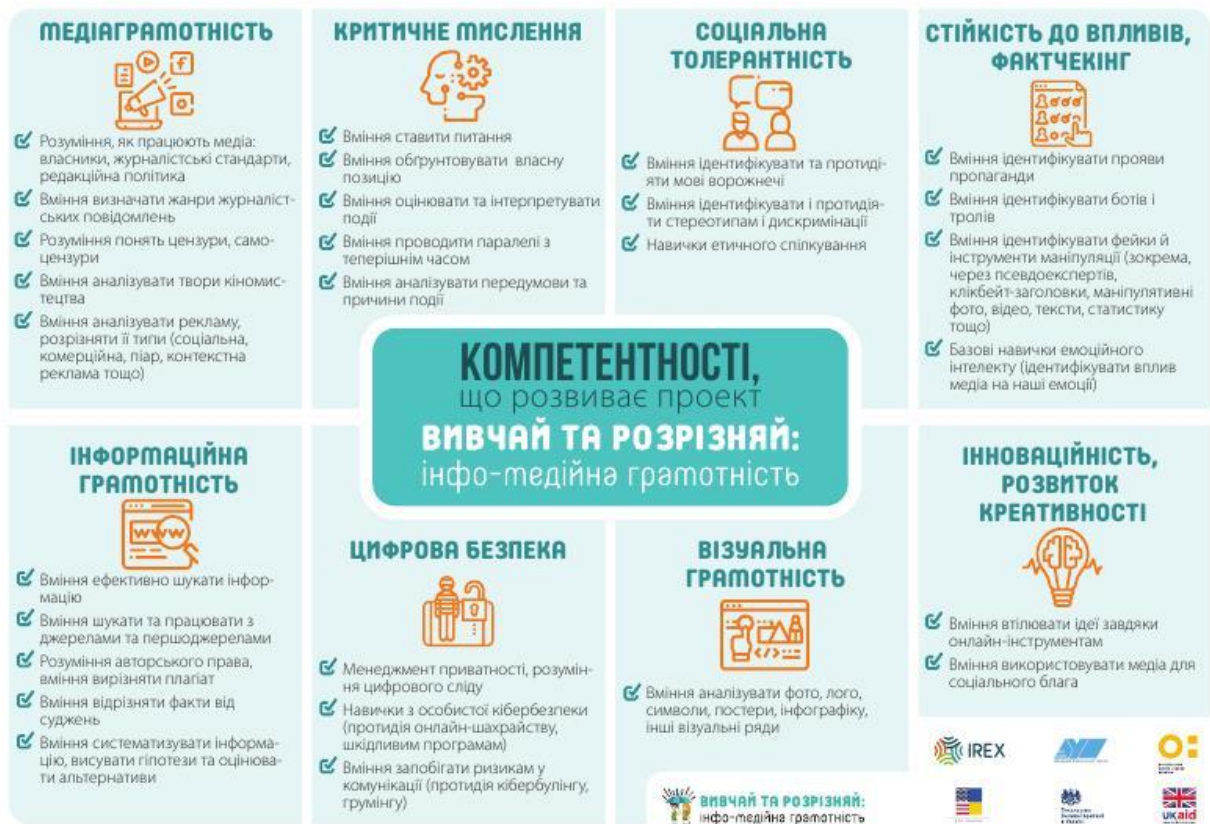 МЕДІАГРАМОТНІСТЬ
Розуміння, як працюють медіа:
власники, журналістські стандарти,
редакційна політика
Вміння визначати жанри журналіст-
ських повідомлень
Розуміння понять цензури, само-
цензури
Вміння аналізувати твори кіномис-
тецтва
Вміння аналізувати рекламу,
розрізняти її типи (соціальна,
комерційна, піар, контекстна
реклама тощо)
КРИТИЧНЕ МИСЛЕННЯ
Вміння ставити питання
Вміння обґрунтовувати власну
позицію
Вміння оцінювати та інтерпретувати
події
Вміння проводити паралелі з
теперішнім часом
Вміння аналізувати передумови та
причини події
СОЦІАЛЬНА
ТОЛЕРАНТНІСТЬ
Вміння ідентифікувати та протиді-
яти мові ворожнечі
Вміння ідентифікувати і протидія-
ти стереотипам і дискримінації
Навички етичного спілкування
СТІЙКІСТЬ ДО ВПЛИВІВ,
ФАКТЧЕКІНГ
Вміння ідентифікувати прояви
пропаганди
Вміння ідентифікувати ботів і
тролів
Вміння ідентифікувати фейки й
інструменти маніпуляції (зокрема,
через псевдоекспертів,
клікбейт-заголовки, маніпулятивні
фото, відео, тексти, статистику
тощо)
Базові навички емоційного
інтелекту (ідентифікувати вплив
медіа на наші емоції)
КОМПЕТЕНТНОСТІ,
що розвиває проект
ВИВЧАЙ ТА РОЗРІЗНЯЙ:
інфо-медійна грамотність
ІНФОРМАЦІЙНА
ГРАМОТНІСТЬ
www
Вміння ефективно шукати інфор-
мацію
Вміння шукати та працювати з
джерелами та першоджерелами
Розуміння авторського права,
вміння вирізняти плагіат
Вміння відрізняти факти від
суджень
Вміння систематизувати інформа-
цію, висувати гіпотези та оцінюва-
ти альтернативи
ЦИФРОВА БЕЗПЕКА
Менеджмент приватності, розумін-
ня цифрового сліду
Навички з особистої кібербезпеки
(протидія онлайн-шахрайству,
шкідливим програмам)
Вміння запобігати ризикам у
комунікації (протидія кібербулінгу,
грумінгу)
ВІЗУАЛЬНА
ГРАМОТНІСТЬ
Вміння аналізувати фото, лого,
символи, постери, інфографіку,
інші візуальні ряди
ІННОВАЦІЙНІСТЬ,
РОЗВИТОК
КРЕАТИВНОСТІ
Вміння втілювати ідеї завдяки
онлайн-інструментам
Вміння використовувати медіа для
соціального блага
ВИВЧАЙ ТА РОЗРІЗНЯЙ:
інфо-медійна грамотність
IREX
UKaid